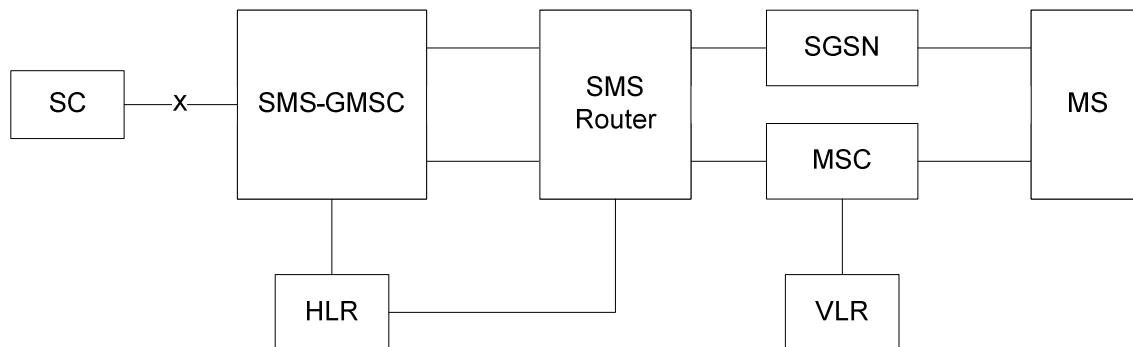 SC
X
SMS-GMSC
SMS
Router
SGSN
MSC
MS
HLR
VLR